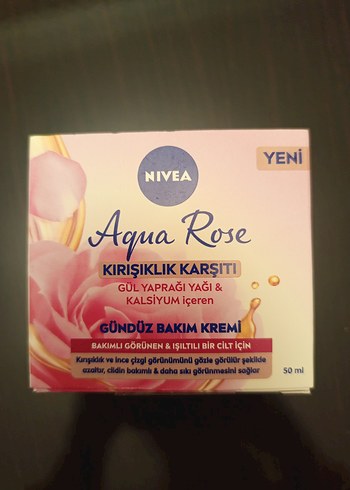 YENİ
NIVEA
Aqua Rose
KIRIŞIKLIK KARŞITI
GÜL YAPRAĞI YAĞI &
KALSİYUM içeren
GÜNDÜZ BAKIM KREMİ
BAKIMLI GÖRÜNEN & IŞILTILI BİR CİLT İÇİN
Kırışıklık ve ince çizgi görünümünü gözle görülür şekilde
azaltır, cildin bakımlı & daha sıkı görünmesini sağlar
50 ml